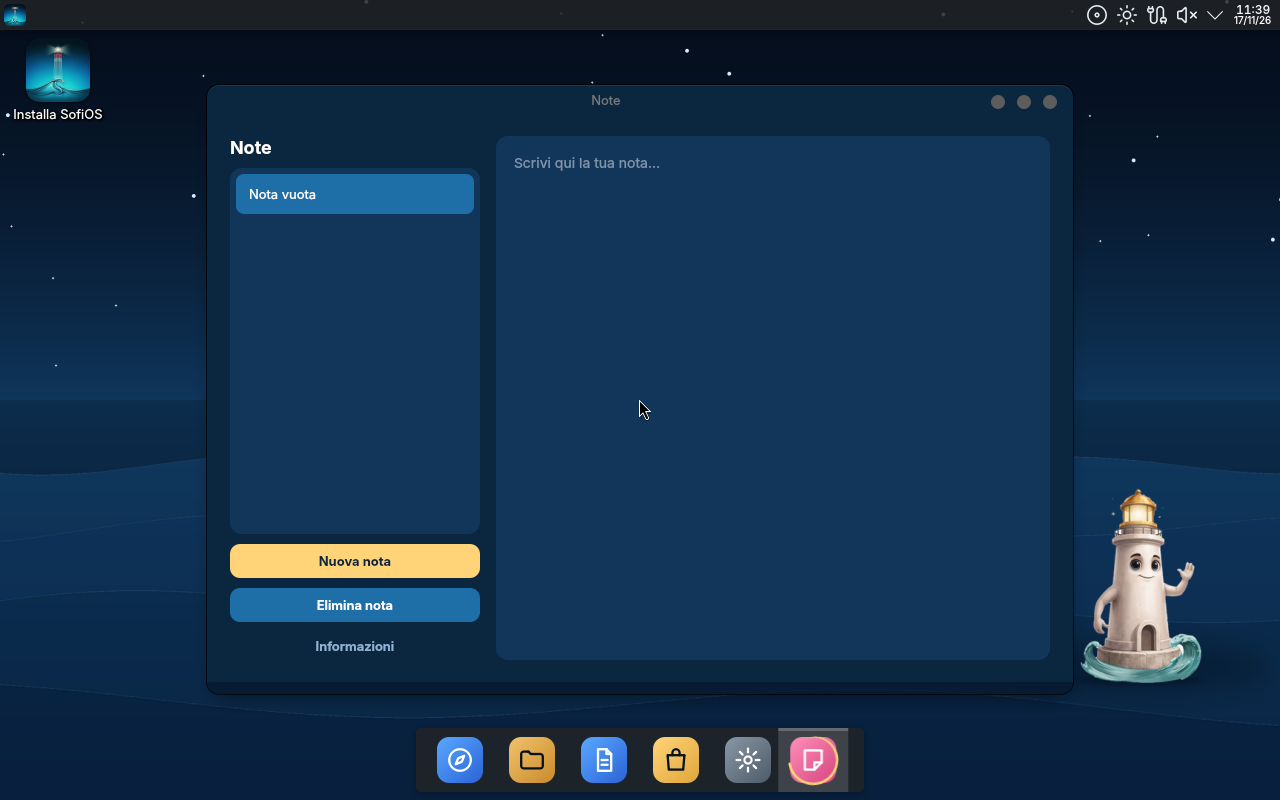 11:39
17/11/26
Installa SofiOS
Note
Note
Nota vuota
Scrivi qui la tua nota...
Nuova nota
Elimina nota
Informazioni